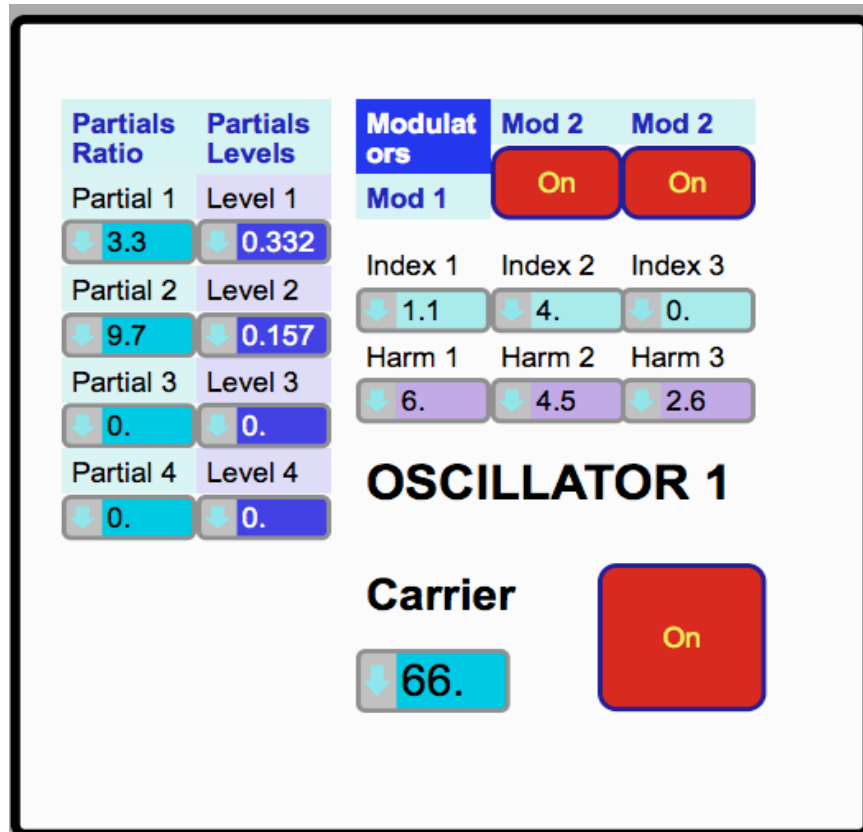 Partials Ratio
Partials Levels
Partial 1 Level 1
3.3 0.332
Partial 2 Level 2
9.7 0.157
Partial 3 Level 3
0. 0.
Partial 4 Level 4
0. 0.
Modulat
ors
Mod 1
Mod 2 Mod 2
On On
Index 1 Index 2 Index 3
1.1 4. 0.
Harm 1 Harm 2 Harm 3
6. 4.5 2.6
OSCILLATOR 1
Carrier
On
66.